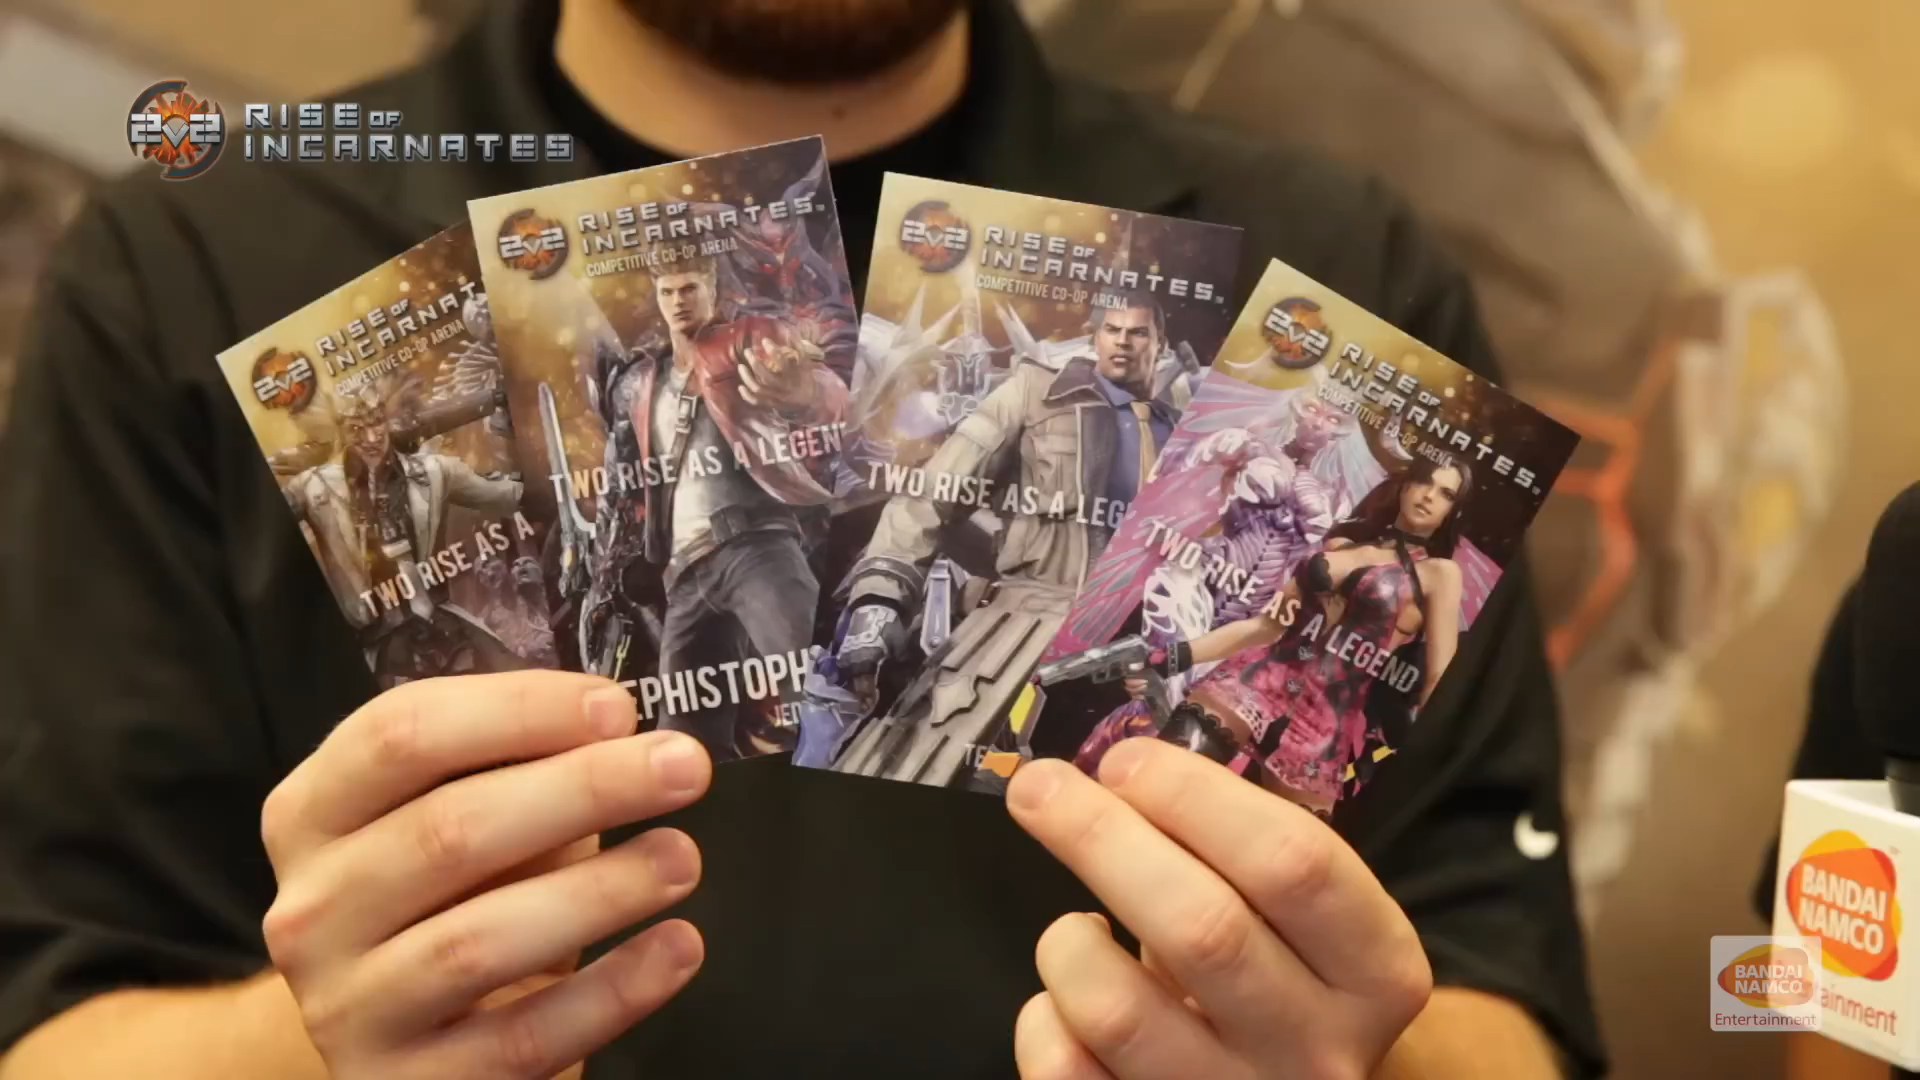 2v2 RISE OF
INCARNATES
2v2 RISE OF
INCARNAT
COMPETITIVE CO-OP ARENA
TWO RISE AS A
2v2 RISE OF
INCARNATES
COMPETITIVE CO-OP ARENA
TWO RISE AS A LEGEN
EPHISTOPH
JED
2v2 RISE OF
INCARNATES
COMPETITIVE CO-OP ARENA
TWO RISE AS A LEG
TE
2v2 RISE OF
INCARNATES
COMPETITIVE CO-OP ARENA
TWO RISE AS A LEGEND
BANDAI
NAMCO
tainment
BANDAI
NAMCO
Entertainment